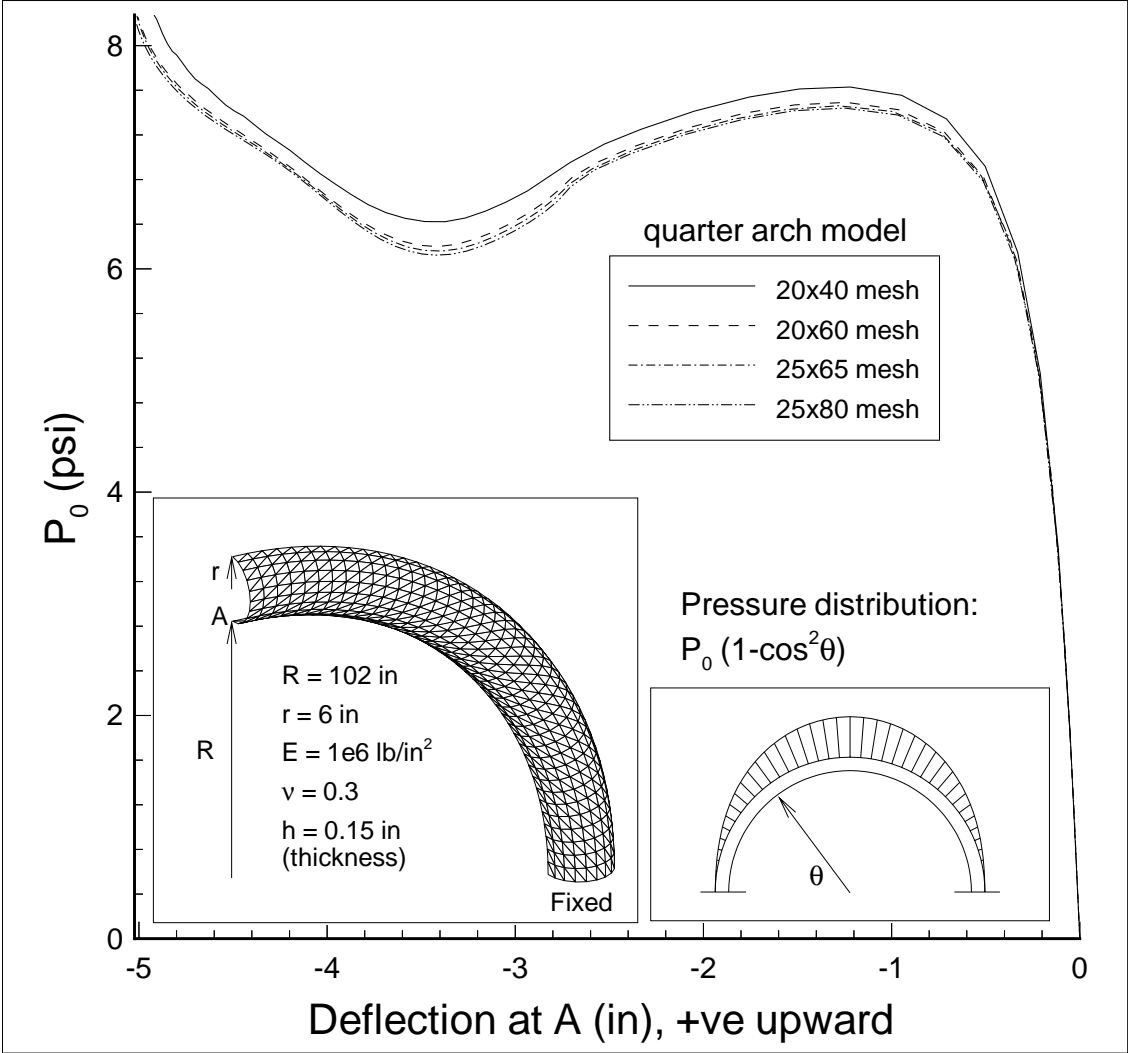 8
6
4
2
0
P₀ (psi)
quarter arch model
20x40 mesh
20x60 mesh
25x65 mesh
25x80 mesh
r
A
R
R = 102 in
r = 6 in
E = 1e6 lb/in²
ν = 0.3
h = 0.15 in
(thickness)
Fixed
Pressure distribution:
P₀ (1-cos²θ)
θ
-5 -4 -3 -2 -1 0
Deflection at A (in), +ve upward